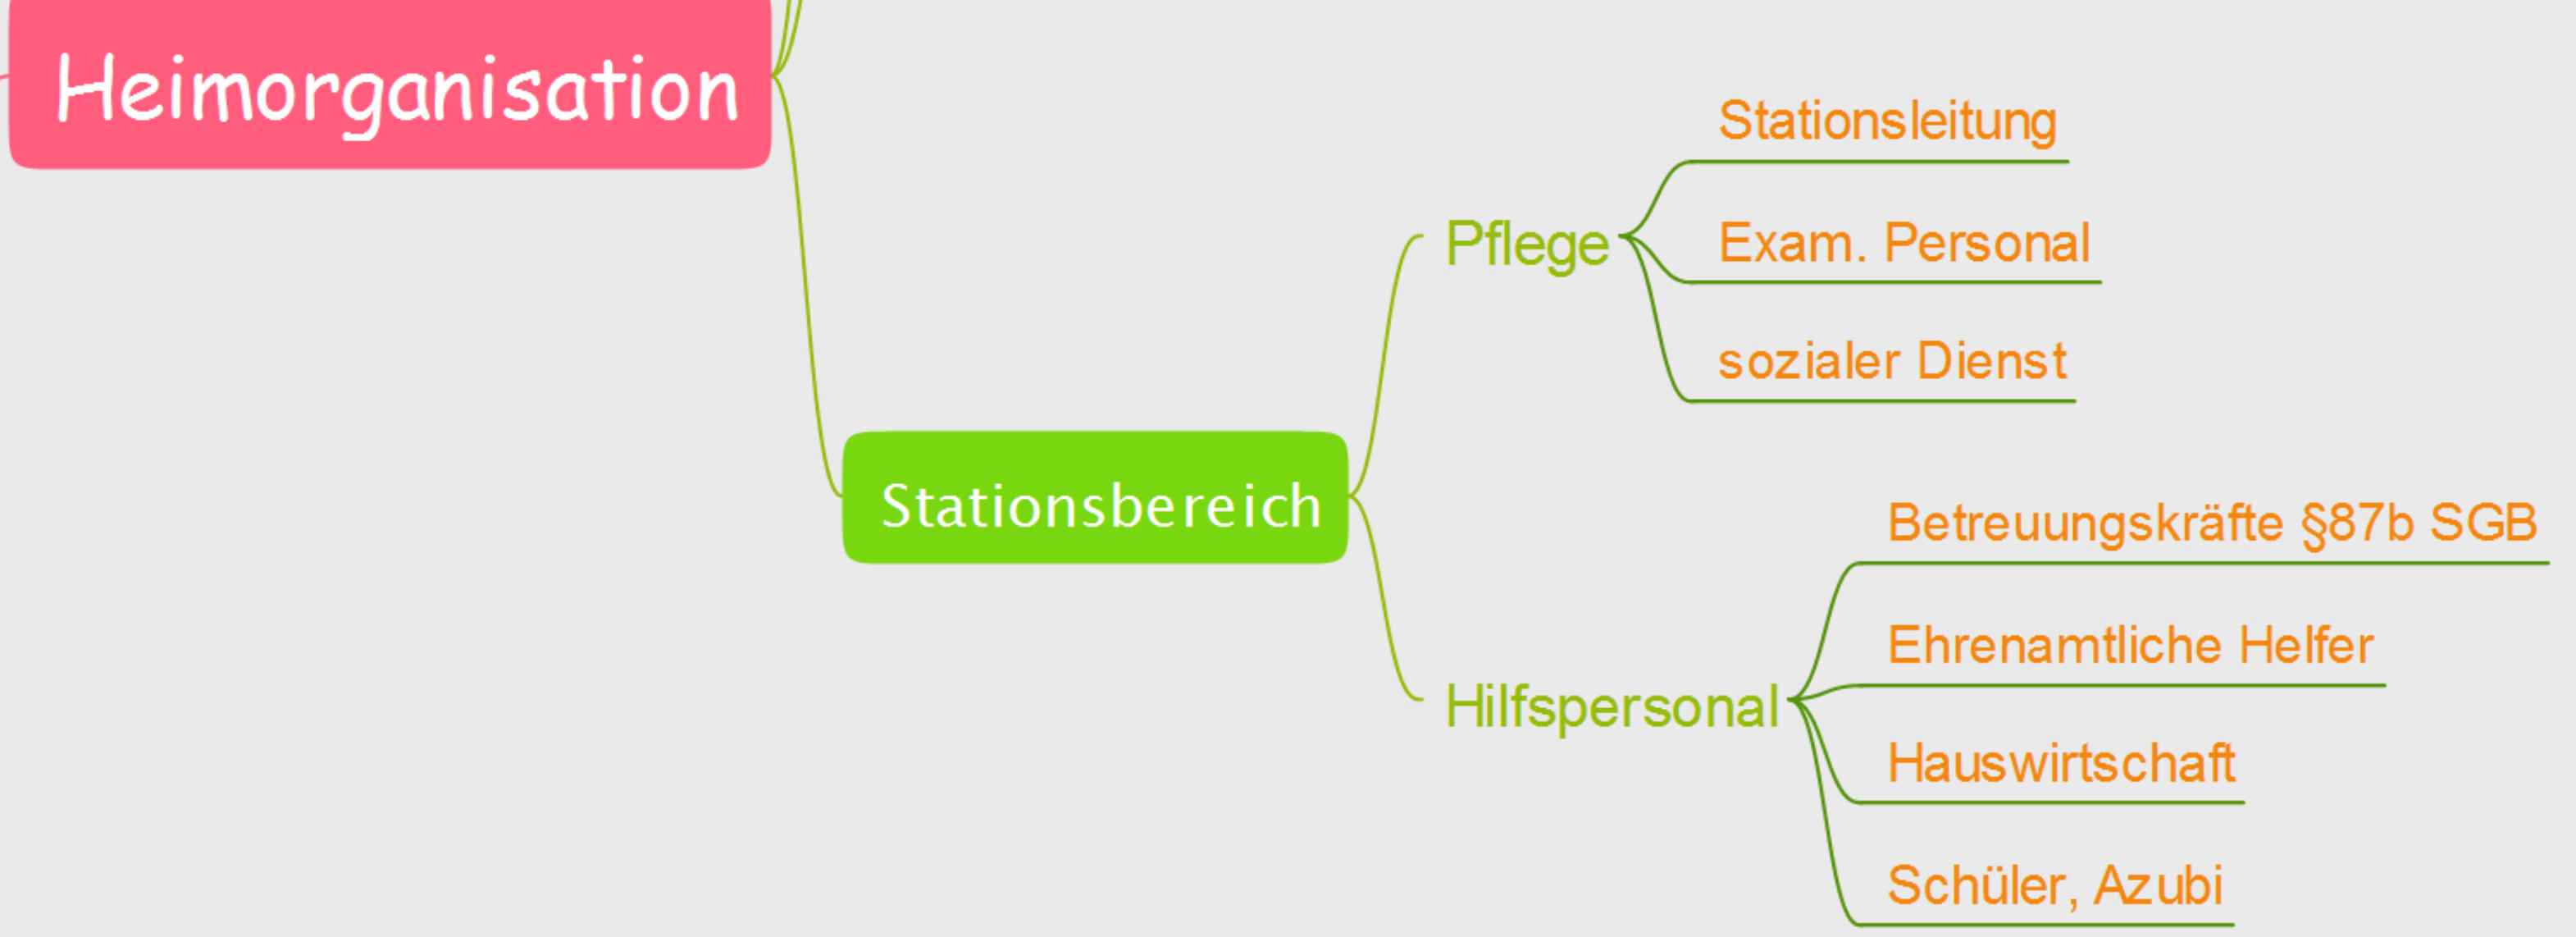 Heimorganisation
Stationsbereich
Pflege
Stationsleitung
Exam. Personal
sozialer Dienst
Hilfspersonal
Betreuungskräfte §87b SGB
Ehrenamtliche Helfer
Hauswirtschaft
Schüler, Azubi